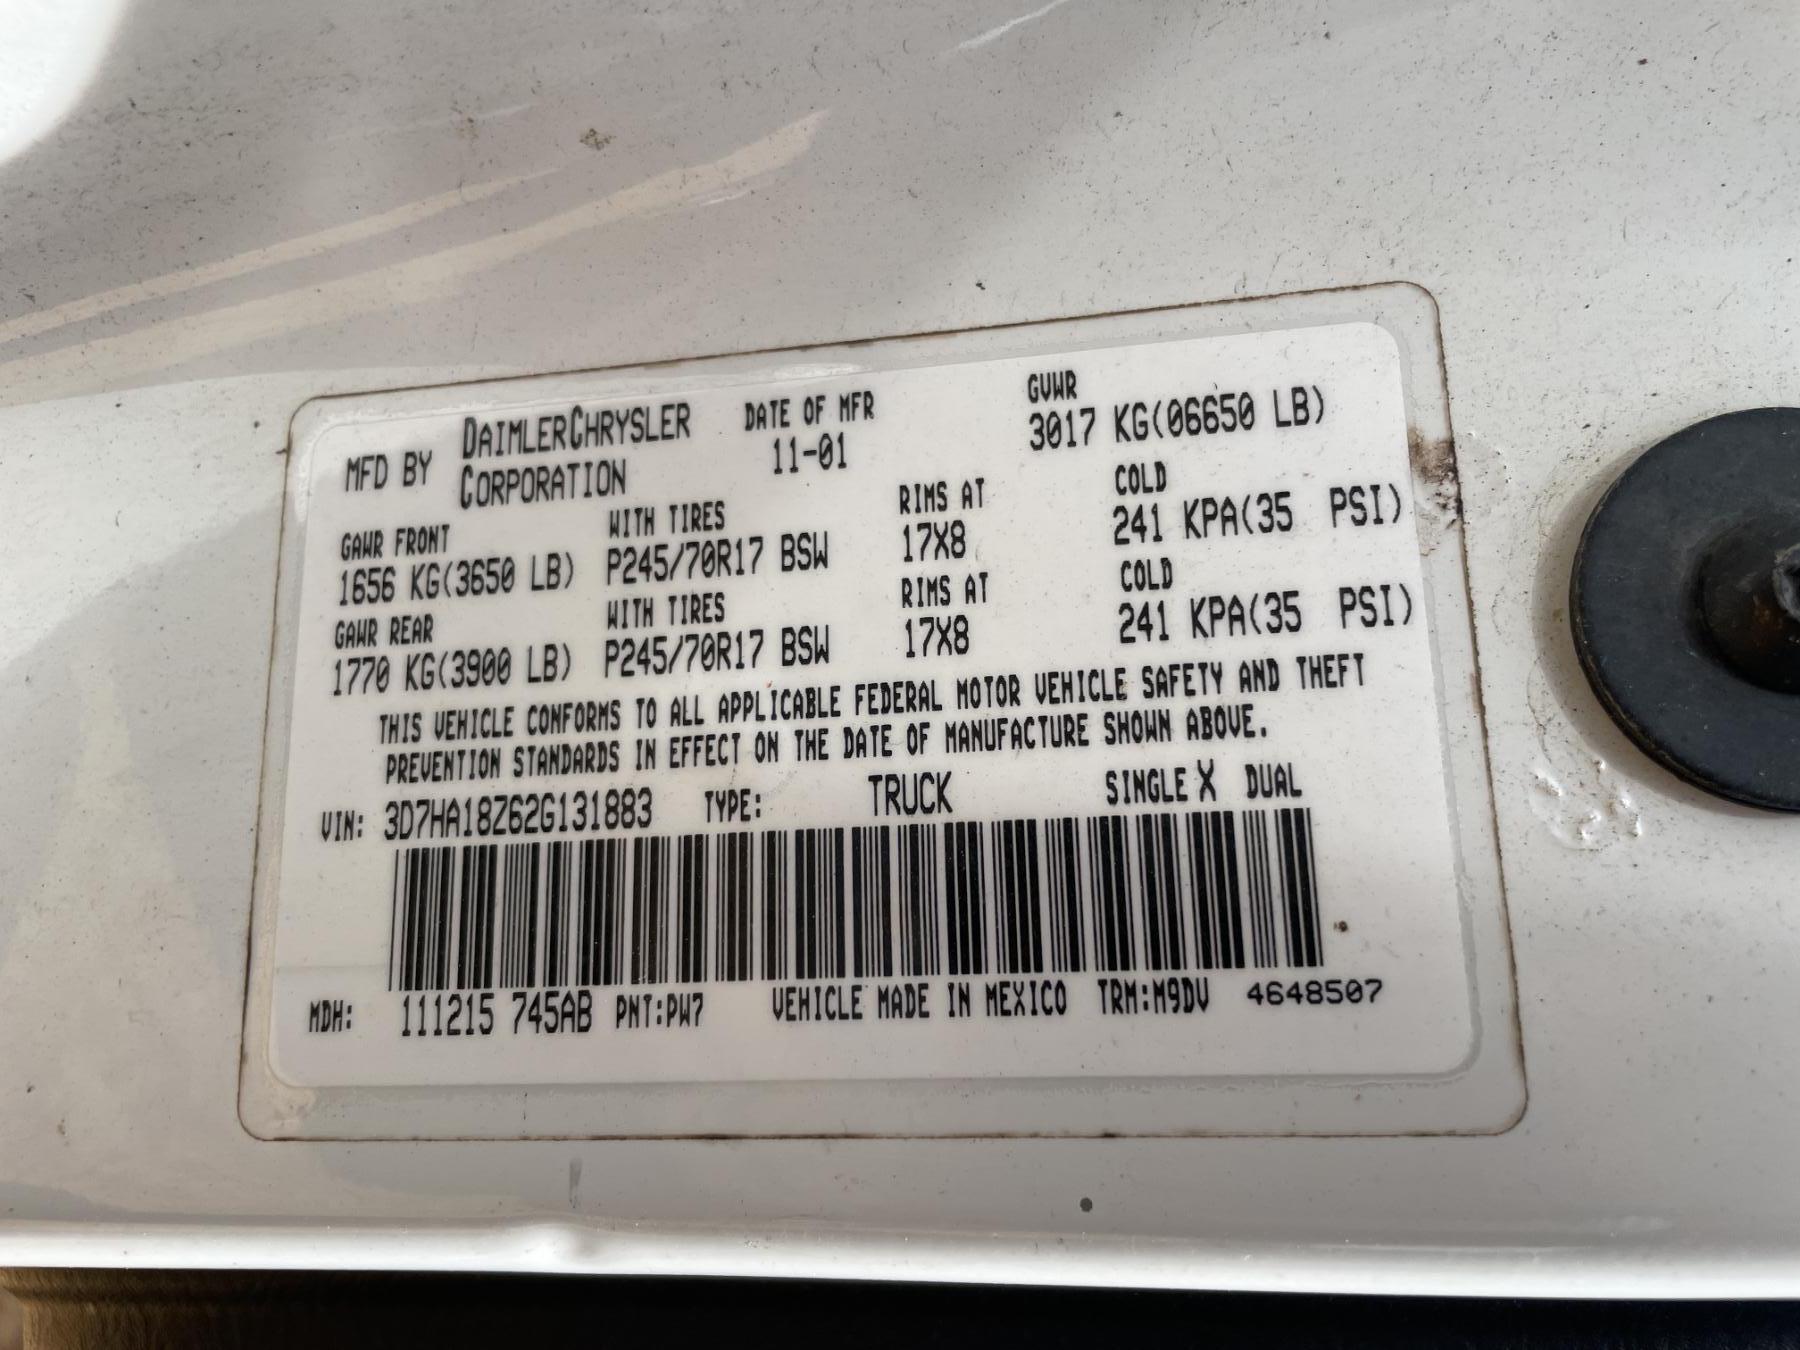 MFD BY DAIMLERCHRYSLER CORPORATION
DATE OF MFR
11-01
GVWR
3017 KG(06650 LB)
GAWR FRONT WITH TIRES RIMS AT COLD
1656 KG(3650 LB) P245/70R17 BSW 17X8 241 KPA(35 PSI)
GAWR REAR WITH TIRES RIMS AT COLD
1770 KG(3900 LB) P245/70R17 BSW 17X8 241 KPA(35 PSI)
THIS VEHICLE CONFORMS TO ALL APPLICABLE FEDERAL MOTOR VEHICLE SAFETY AND THEFT
PREVENTION STANDARDS IN EFFECT ON THE DATE OF MANUFACTURE SHOWN ABOVE.
VIN: 3D7HA18Z62G131883 TYPE: TRUCK SINGLE X DUAL
MDH: 111215 745AB PNT:PW7 VEHICLE MADE IN MEXICO TRM:M9DV 4648507